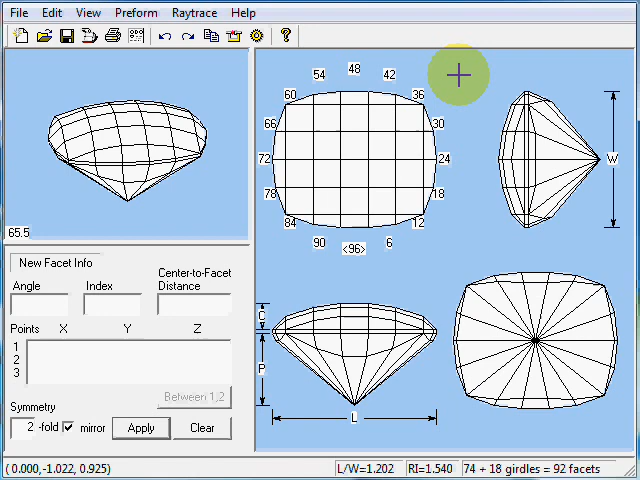 File Edit View Preform Raytrace Help
48
54 42
60 36
66 30
72 24 W
78 18
84 12
90 <96> 6
65.5
New Facet Info
Center-to-Facet
Angle Index Distance
Points X Y Z
1
2
3
Between 1,2
Symmetry
2 -fold mirror Apply Clear
C
P
L
( 0.000,-1.022, 0.925) L/W=1.202 RI=1.540 74 + 18 girdles = 92 facets